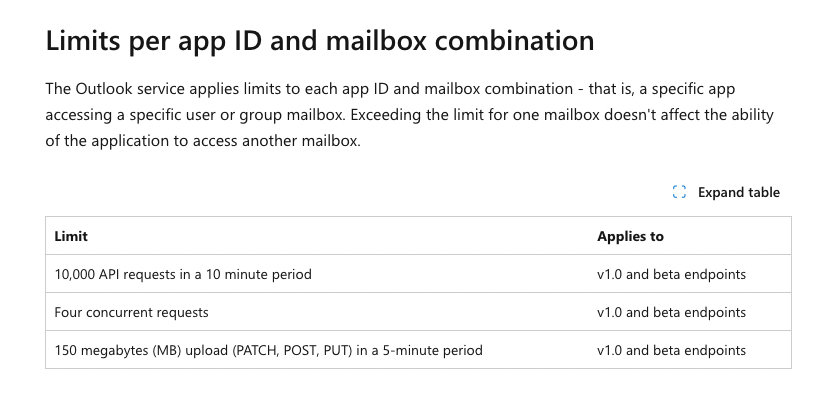 Limits per app ID and mailbox combination
The Outlook service applies limits to each app ID and mailbox combination - that is, a specific app
accessing a specific user or group mailbox. Exceeding the limit for one mailbox doesn't affect the ability
of the application to access another mailbox.
Expand table
Limit Applies to
10,000 API requests in a 10 minute period v1.0 and beta endpoints
Four concurrent requests v1.0 and beta endpoints
150 megabytes (MB) upload (PATCH, POST, PUT) in a 5-minute period v1.0 and beta endpoints